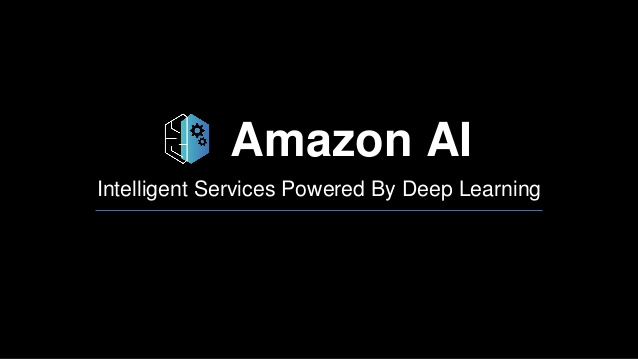 Amazon AI
Intelligent Services Powered By Deep Learning